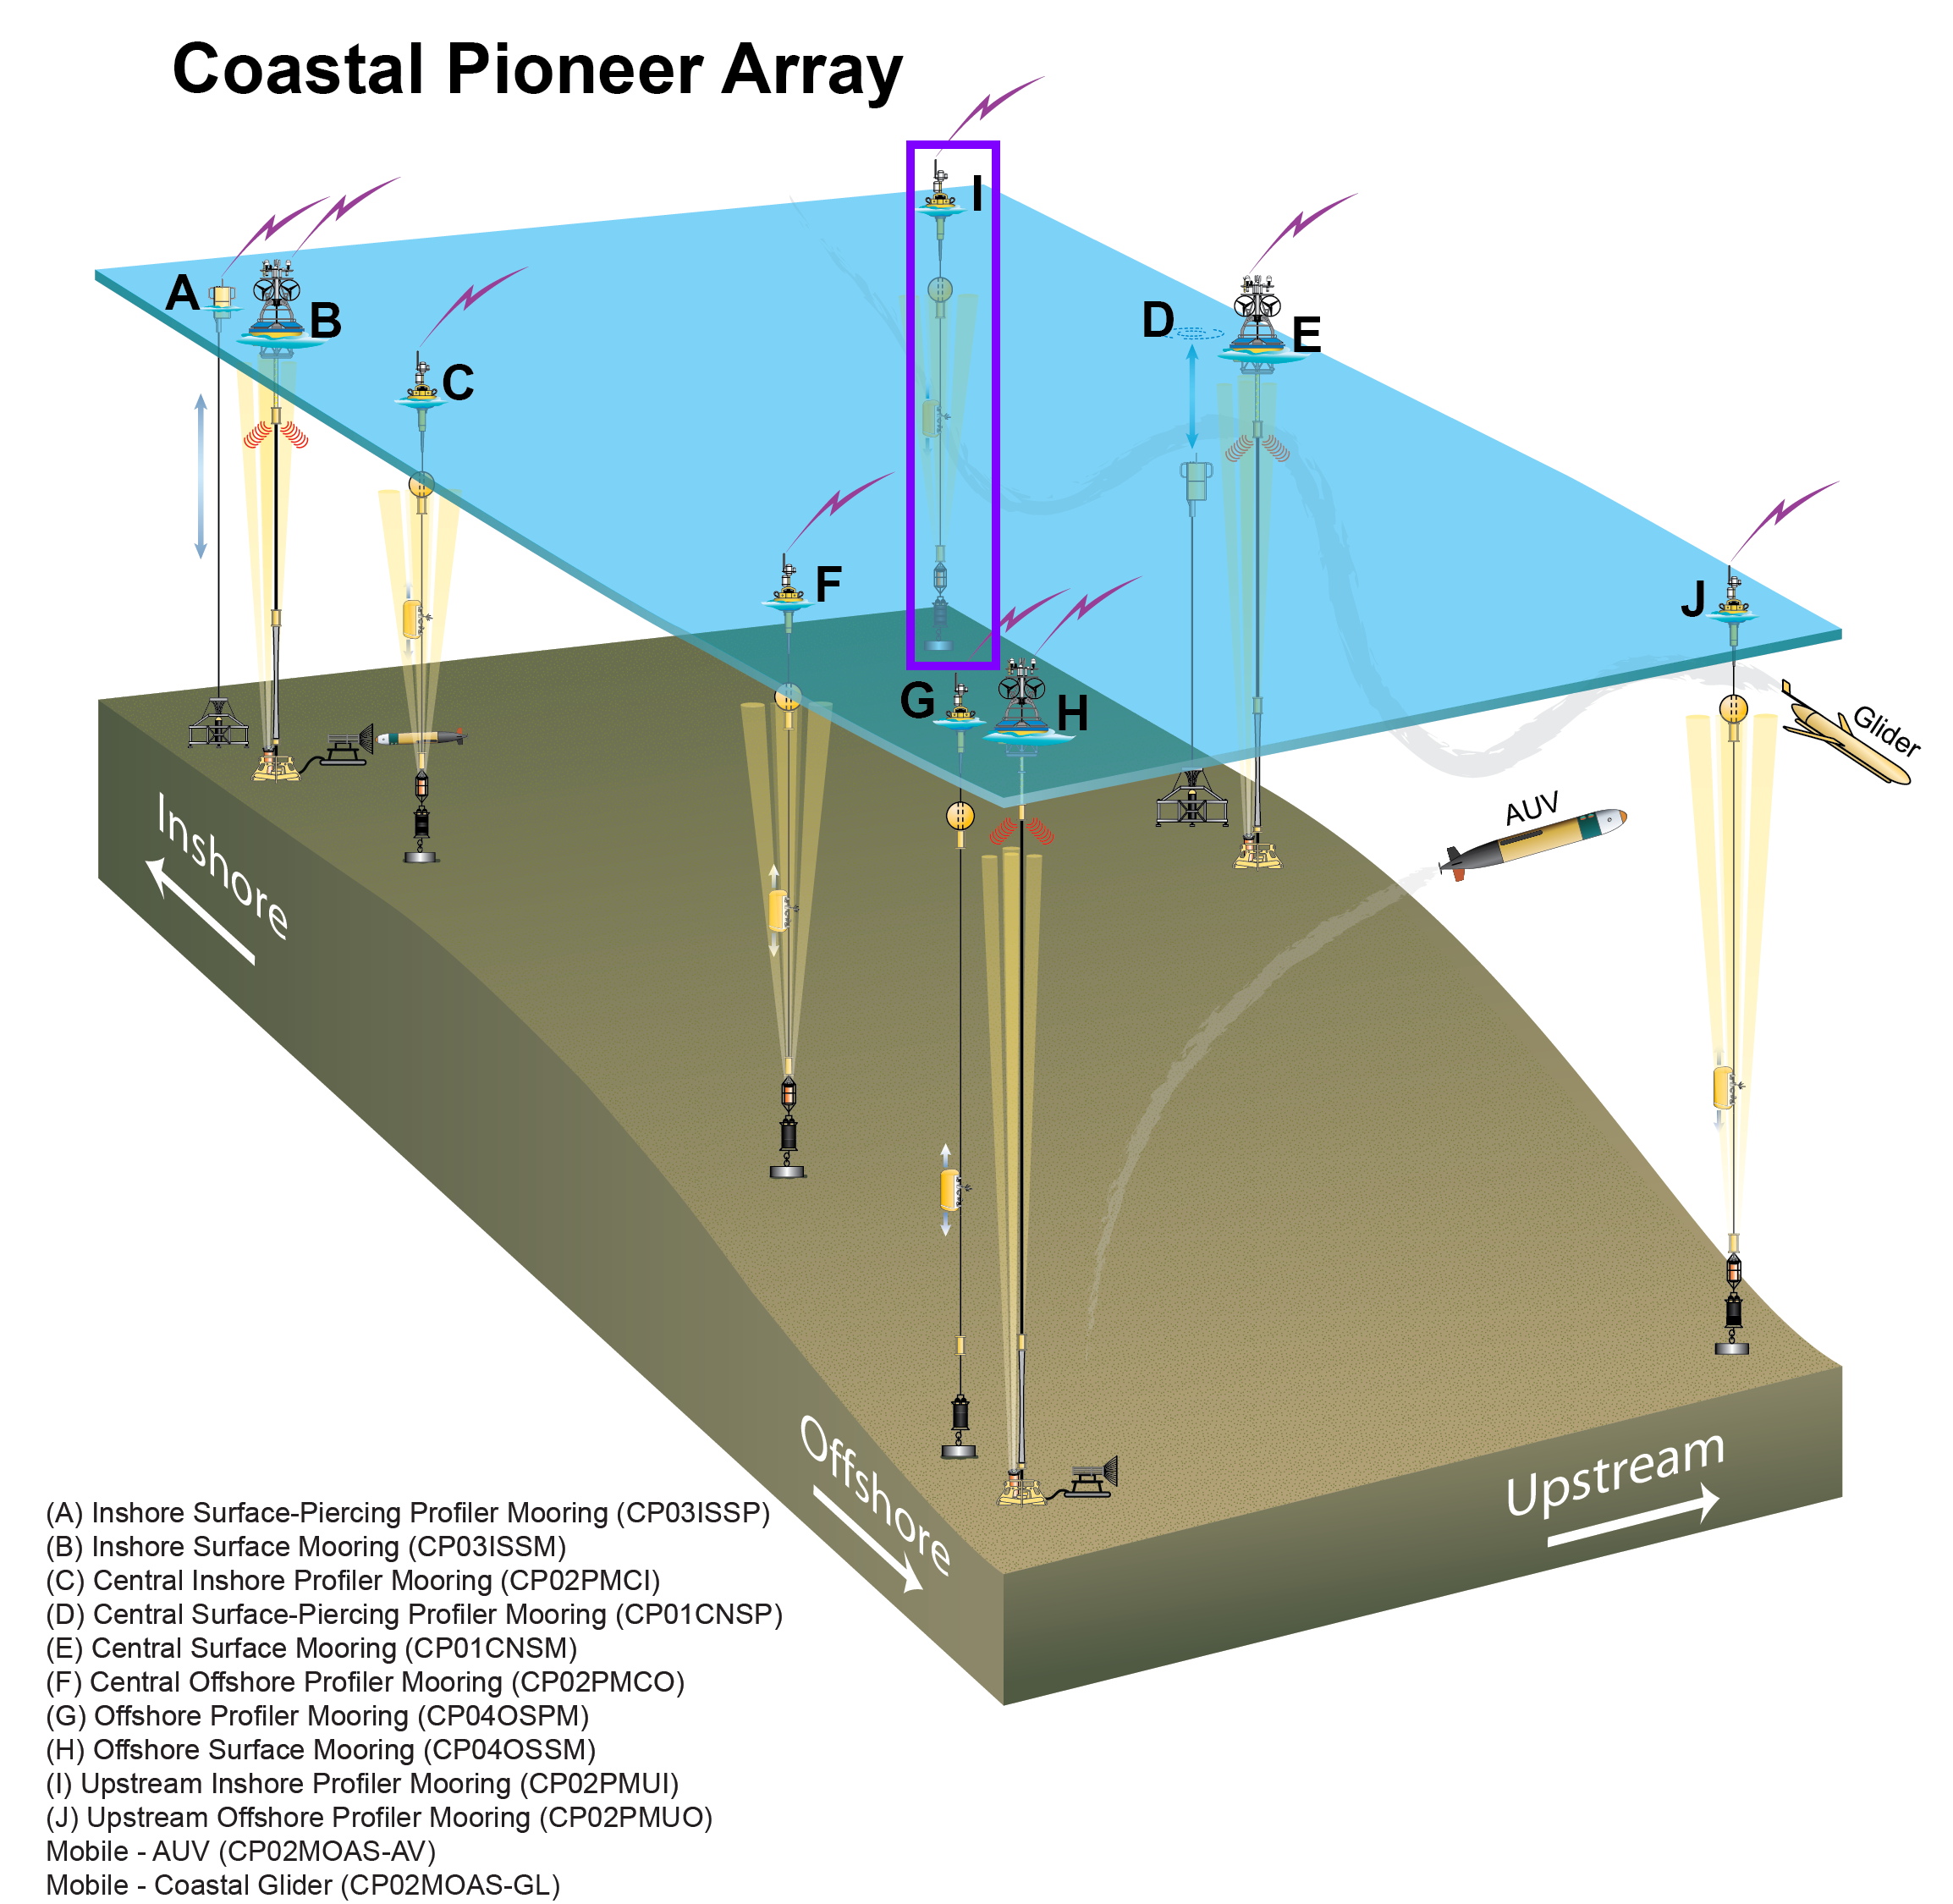 Coastal Pioneer Array
I
A
B
D
E
C
F
J
G
H
Glider
AUV
Inshore
Offshore
Upstream
(A) Inshore Surface-Piercing Profiler Mooring (CP03ISSP)
(B) Inshore Surface Mooring (CP03ISSM)
(C) Central Inshore Profiler Mooring (CP02PMCI)
(D) Central Surface-Piercing Profiler Mooring (CP01CNSP)
(E) Central Surface Mooring (CP01CNSM)
(F) Central Offshore Profiler Mooring (CP02PMCO)
(G) Offshore Profiler Mooring (CP04OSPM)
(H) Offshore Surface Mooring (CP04OSSM)
(I) Upstream Inshore Profiler Mooring (CP02PMUI)
(J) Upstream Offshore Profiler Mooring (CP02PMUO)
Mobile - AUV (CP02MOAS-AV)
Mobile - Coastal Glider (CP02MOAS-GL)